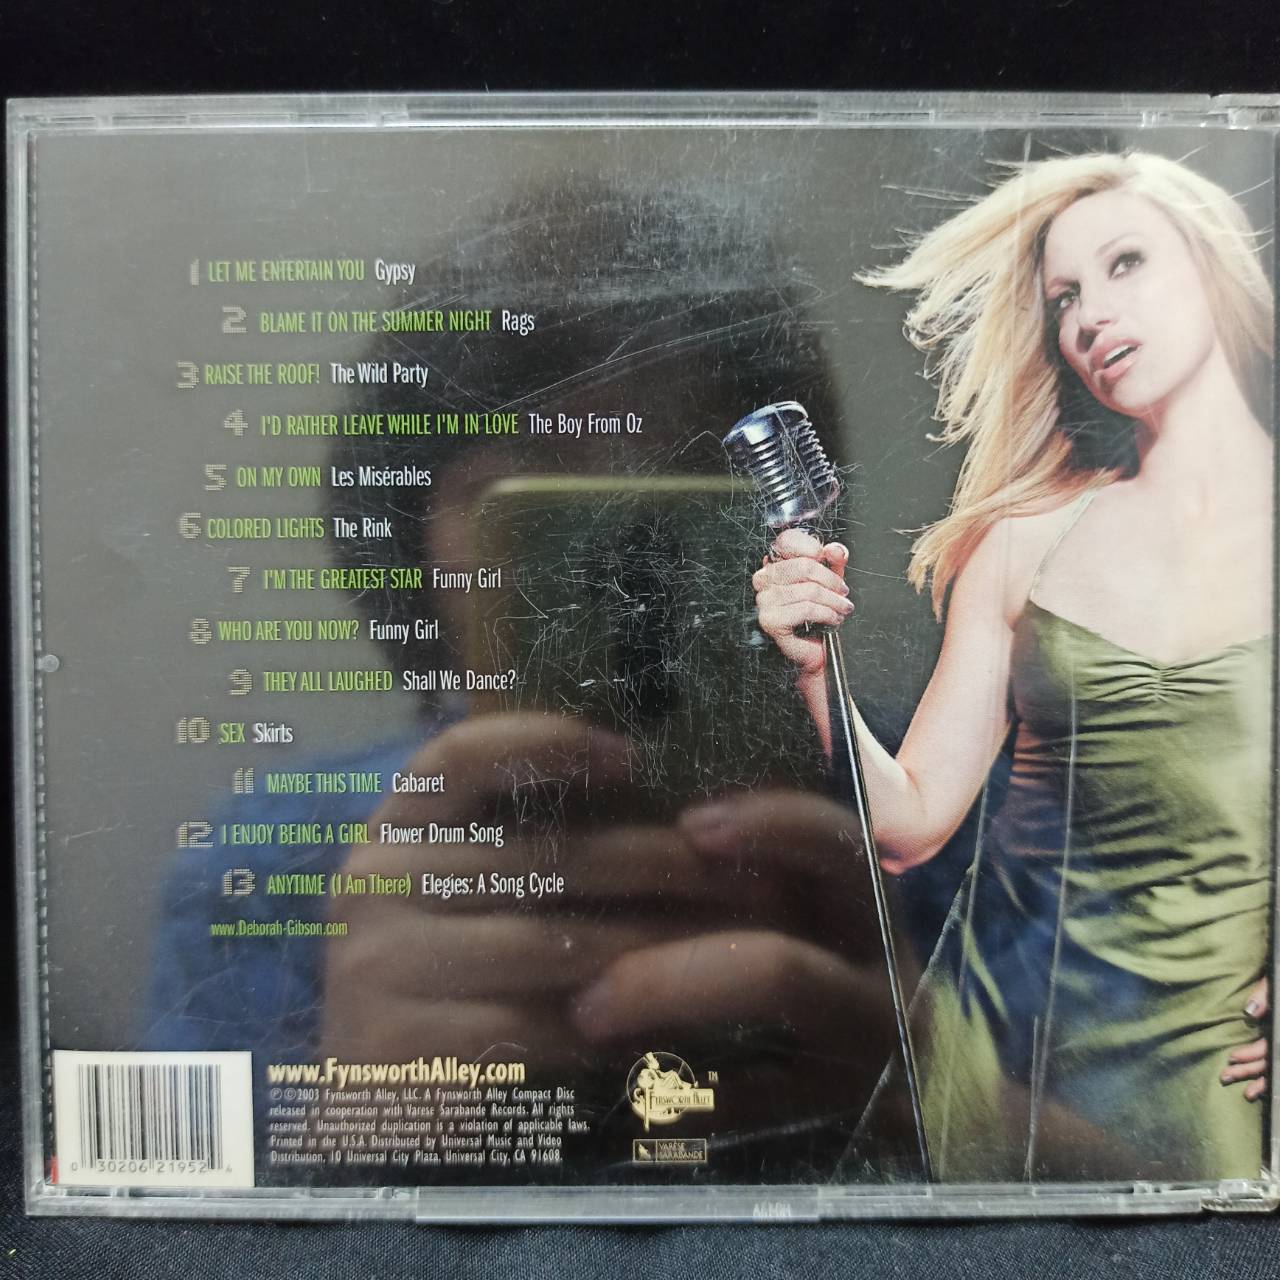 1 LET ME ENTERTAIN YOU Gypsy
2 BLAME IT ON THE SUMMER NIGHT Rags
3 RAISE THE ROOF! The Wild Party
4 I'D RATHER LEAVE WHILE I'M IN LOVE The Boy From Oz
5 ON MY OWN Les Misérables
6 COLORED LIGHTS The Rink
7 I'M THE GREATEST STAR Funny Girl
8 WHO ARE YOU NOW? Funny Girl
9 THEY ALL LAUGHED Shall We Dance?
10 SEX Skirts
11 MAYBE THIS TIME Cabaret
12 I ENJOY BEING A GIRL Flower Drum Song
13 ANYTIME (I Am There) Elegies: A Song Cycle
www.Deborah-Gibson.com
www.FynsworthAlley.com
℗©2003 Fynsworth Alley, LLC. A Fynsworth Alley Compact Disc
released in cooperation with Varese Sarabande Records. All rights
reserved. Unauthorized duplication is a violation of applicable laws.
Printed in the U.S.A. Distributed by Universal Music and Video
Distribution, 10 Universal City Plaza, Universal City, CA 91608.
FYNSWORTH ALLEY TM
VARÈSE
SARABANDE
0 30206 21952 4